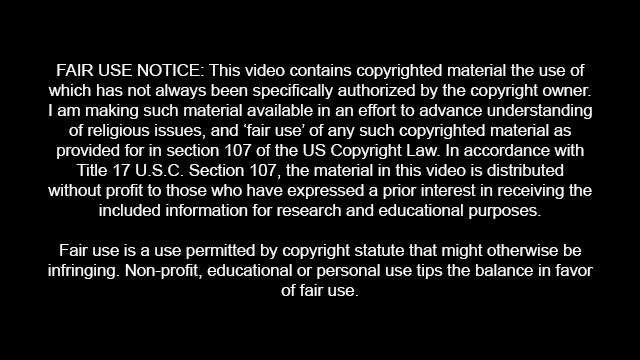 FAIR USE NOTICE: This video contains copyrighted material the use of
which has not always been specifically authorized by the copyright owner.
I am making such material available in an effort to advance understanding
of religious issues, and ‘fair use’ of any such copyrighted material as
provided for in section 107 of the US Copyright Law. In accordance with
Title 17 U.S.C. Section 107, the material in this video is distributed
without profit to those who have expressed a prior interest in receiving the
included information for research and educational purposes.
Fair use is a use permitted by copyright statute that might otherwise be
infringing. Non-profit, educational or personal use tips the balance in favor
of fair use.